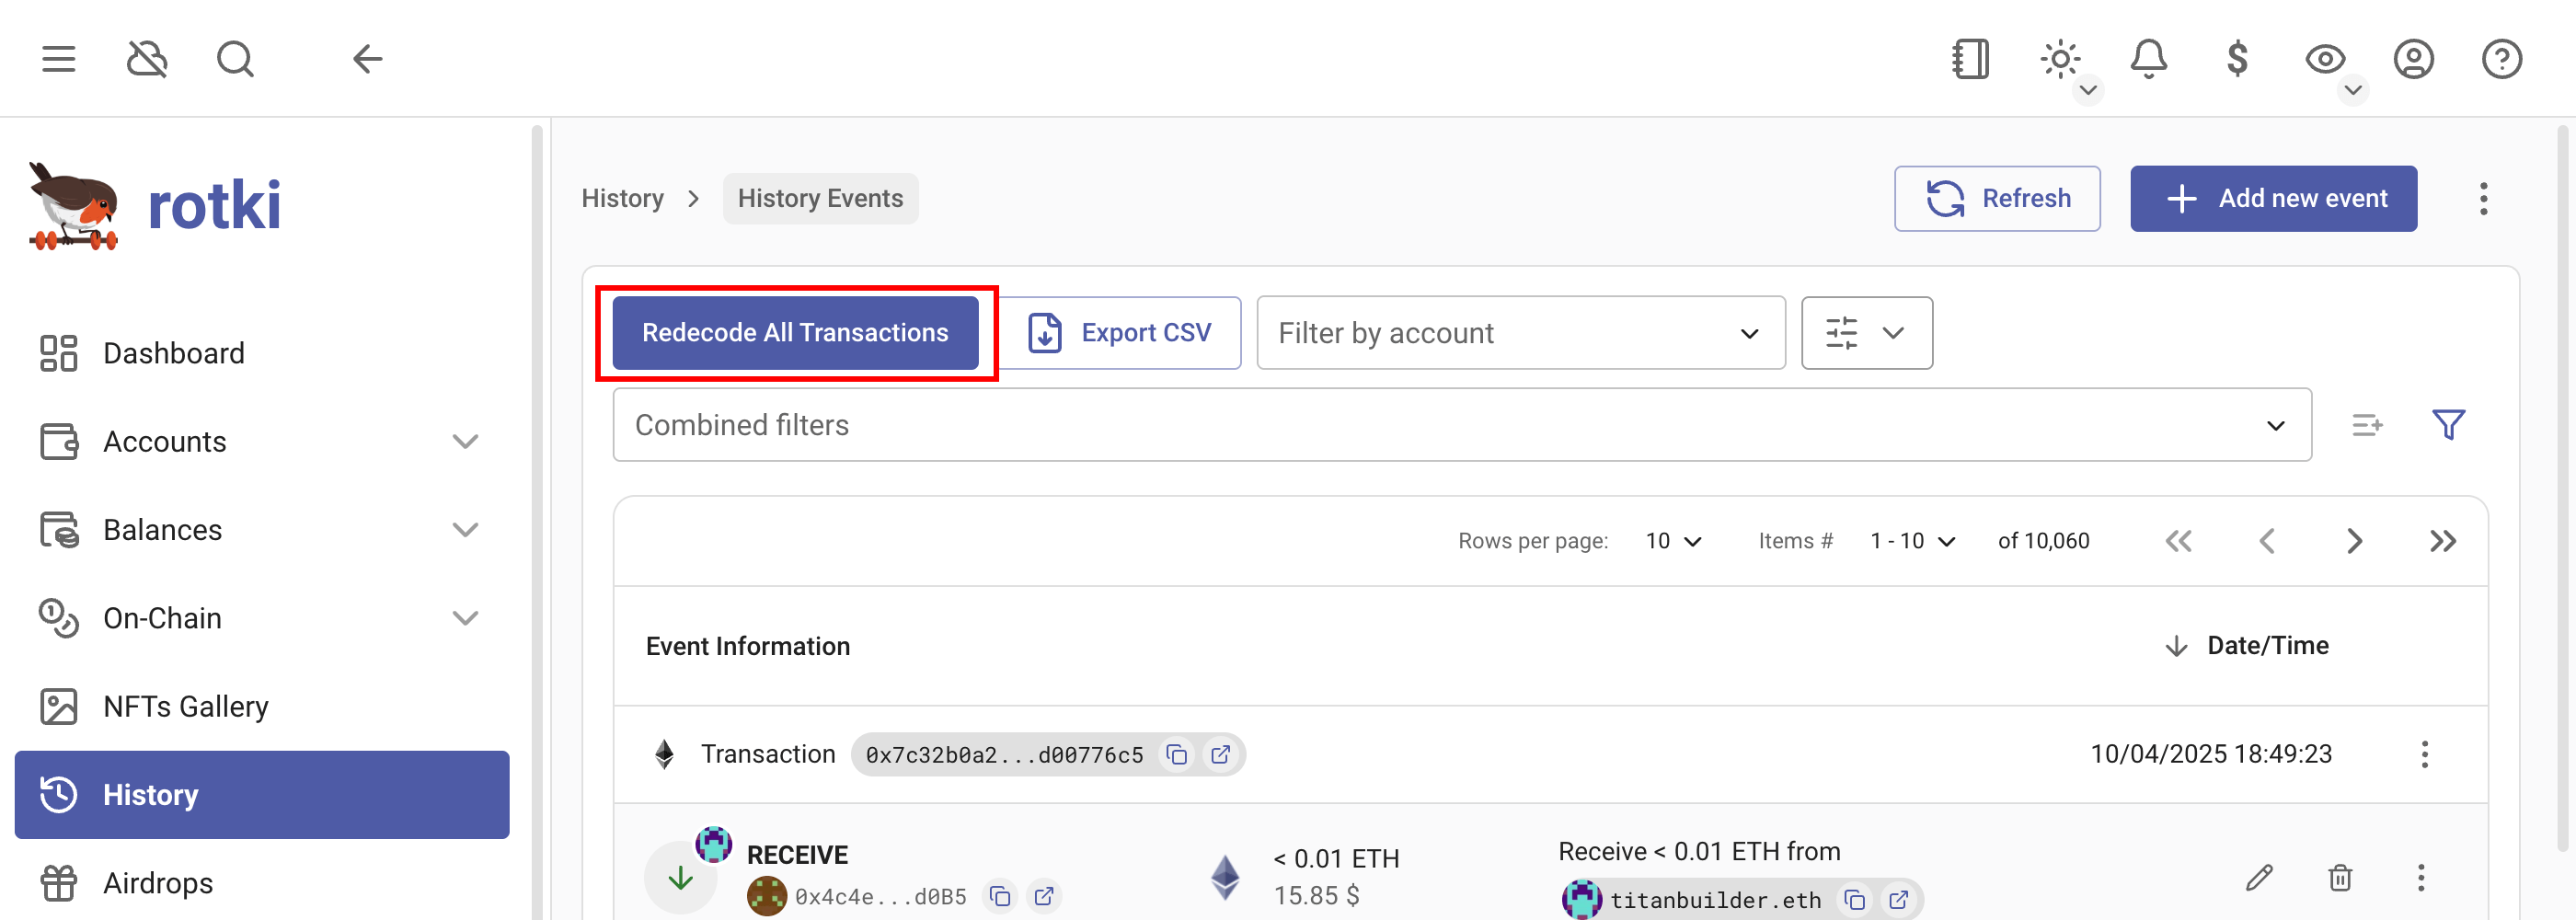 rotki
Dashboard
Accounts
Balances
On-Chain
NFTs Gallery
History
Airdrops
History > History Events
Refresh
Add new event
Redecode All Transactions
Export CSV
Filter by account
Combined filters
Rows per page: 10 Items # 1 - 10 of 10,060
Event Information Date/Time
Transaction 0x7c32b0a2...d00776c5 10/04/2025 18:49:23
RECEIVE
0x4c4e...d0B5
< 0.01 ETH
15.85 $
Receive < 0.01 ETH from
titanbuilder.eth